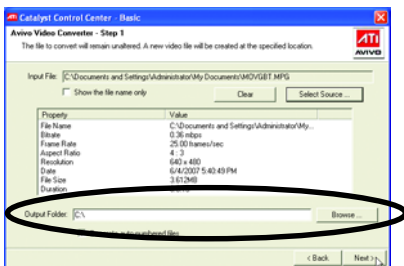 Catalyst Control Center - Basic
Avivo Video Converter - Step 1
The file to convert will remain unaltered. A new video file will be created at the specified location.
ATI
AVIVO
Input File: C:\Documents and Settings\Administrator\My Documents\MOVGBT.MPG
Show the file name only
Clear
Select Source ...
Property Value
File Name C:\Documents and Settings\Administrator\My...
Bitrate 0.36 mbps
Frame Rate 25.00 frames/sec
Aspect Ratio 4 : 3
Resolution 640 x 480
Date 6/4/2007 5:40:49 PM
File Size 3.612MB
Duration
Output Folder: C:\
Browse ...
auto numbered files
< Back
Next >